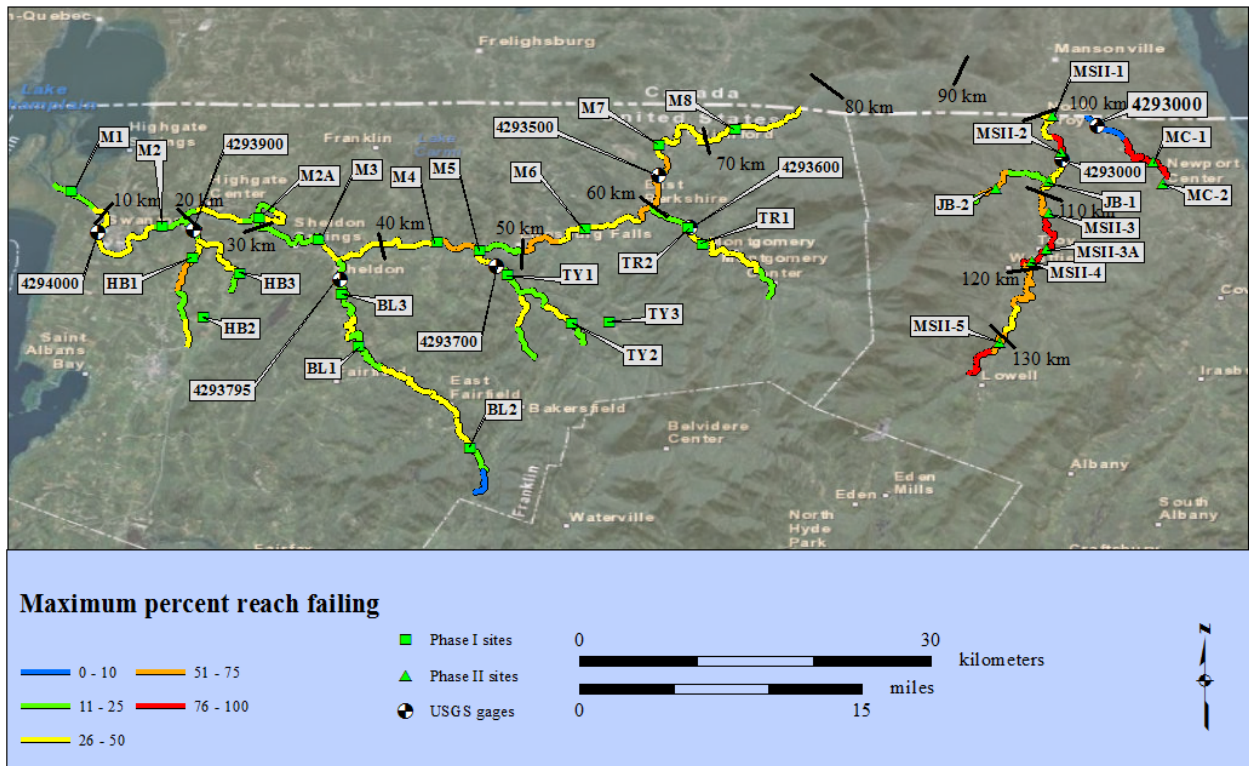 n-Quebec
Frelighsburg
Mansonville
MSII-1
Lake
hamplain
Highgate
Springs
M1
M2
4293900
Franklin
M7
M8
Canada
United States
80 km
90 km
100 km
4293000
MSII-2
MC-1
Newport
Center
MC-2
4293500
70 km
M2A
M3
M4
M5
M6
10 km
20 km
Highgate
Center
30 km
Sheldon
Springs
40 km
50 km
60 km
East
Berkshire
4293600
TR1
TR2
Montgomery
Montgomery
Center
JB-2
4293000
JB-1
110 km
MSII-3
MSII-3A
MSII-4
120 km
4294000
HB1
HB3
HB2
Sheldon
BL3
TY1
TY3
TY2
4293700
MSII-5
130 km
Lowell
Saint
Albans
Bay
BL1
4293795
East
Fairfield
BL2
Bakersfield
Belvidere
Center
Albany
Eden
Eden
Mills
South
Albany
Franklin
Waterville
North
Hyde
Park
Maximum percent reach failing
0 - 10
11 - 25
26 - 50
51 - 75
76 - 100
Phase I sites
Phase II sites
USGS gages
0
30
kilometers
miles
0
15
N